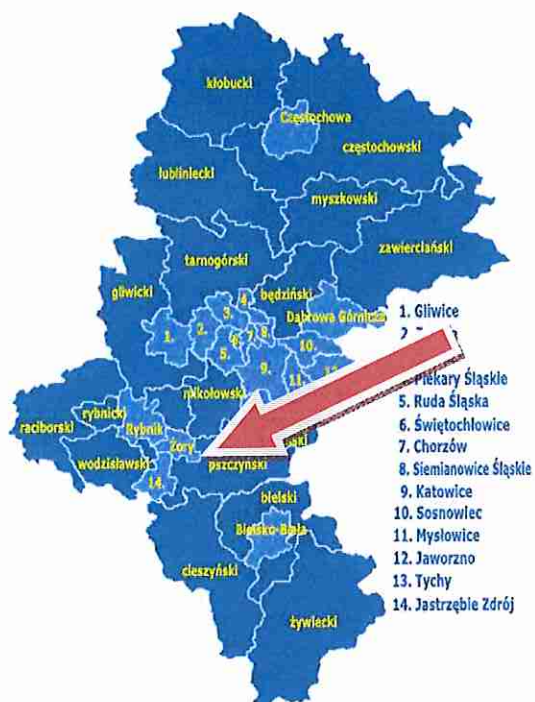 kłobucki
Częstochowa
częstochowski
lubliniecki
myszkowski
zawierciański
tarnogórski
gliwicki
będziński
Dąbrowa Górnicza
4.
3.
1.
2.
6.
7.
8.
5.
10.
9.
11.
mikołowski
rybnicki
Rybnik
raciborski
Żory
wodzisławski
pszczyński
14.
bielski
Bielsko-Biała
cieszyński
żywiecki
1. Gliwice
2
Piekary Śląskie
5. Ruda Śląska
6. Świętochłowice
7. Chorzów
8. Siemianowice Śląskie
9. Katowice
10. Sosnowiec
11. Mysłowice
12. Jaworzno
13. Tychy
14. Jastrzębie Zdrój